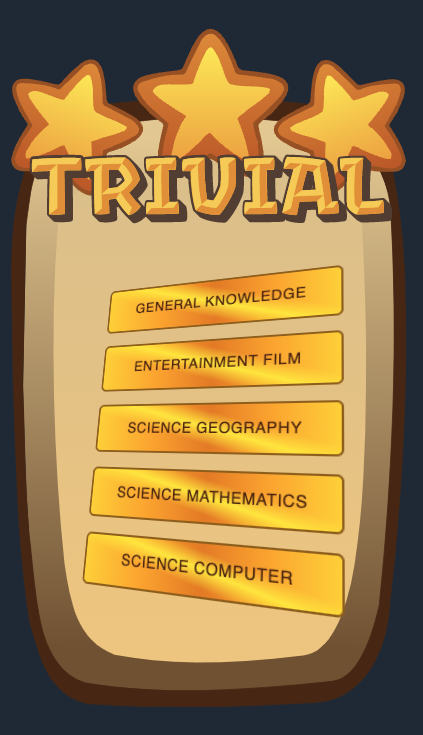 TRIVIAL
GENERAL KNOWLEDGE
ENTERTAINMENT FILM
SCIENCE GEOGRAPHY
SCIENCE MATHEMATICS
SCIENCE COMPUTER